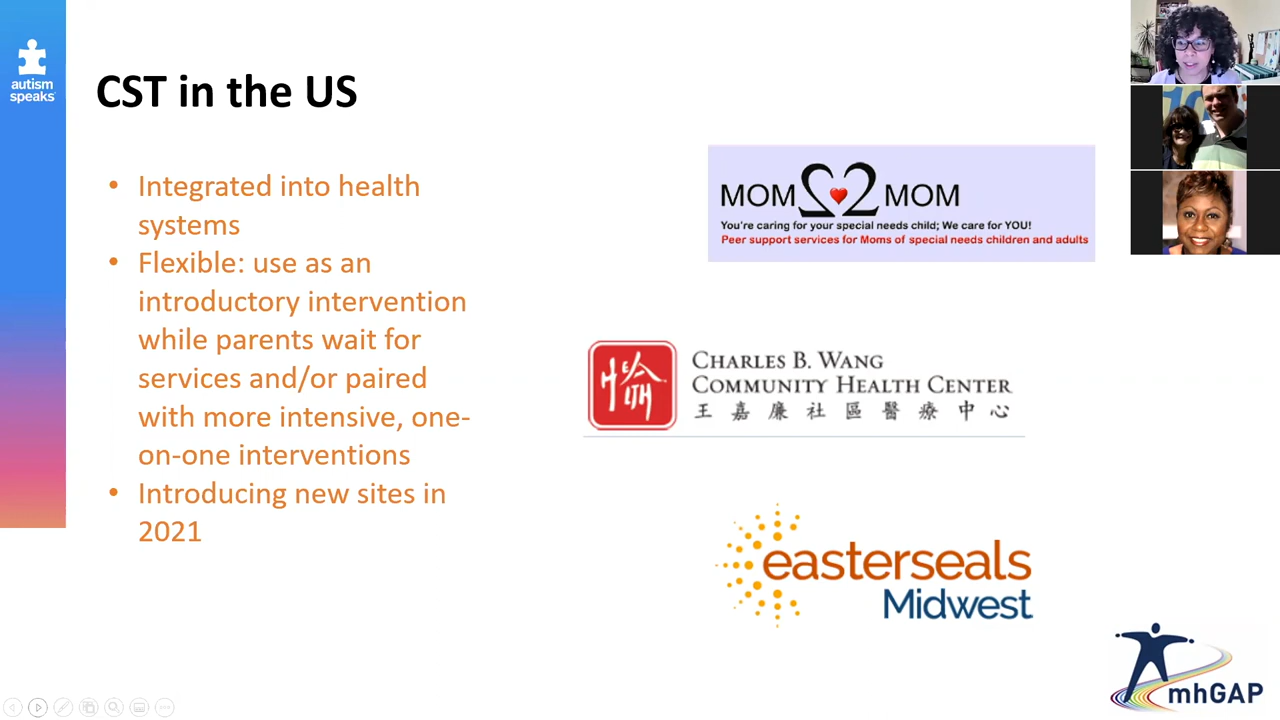 autism
speaks
CST in the US
• Integrated into health
systems
• Flexible: use as an
introductory intervention
while parents wait for
services and/or paired
with more intensive, one-
on-one interventions
• Introducing new sites in
2021
MOM 2 MOM
You're caring for your special needs child; We care for YOU!
Peer support services for Moms of special needs children and adults
CHARLES B. WANG
COMMUNITY HEALTH CENTER
王嘉廉社區醫療中心
easterseals
Midwest
mhGAP